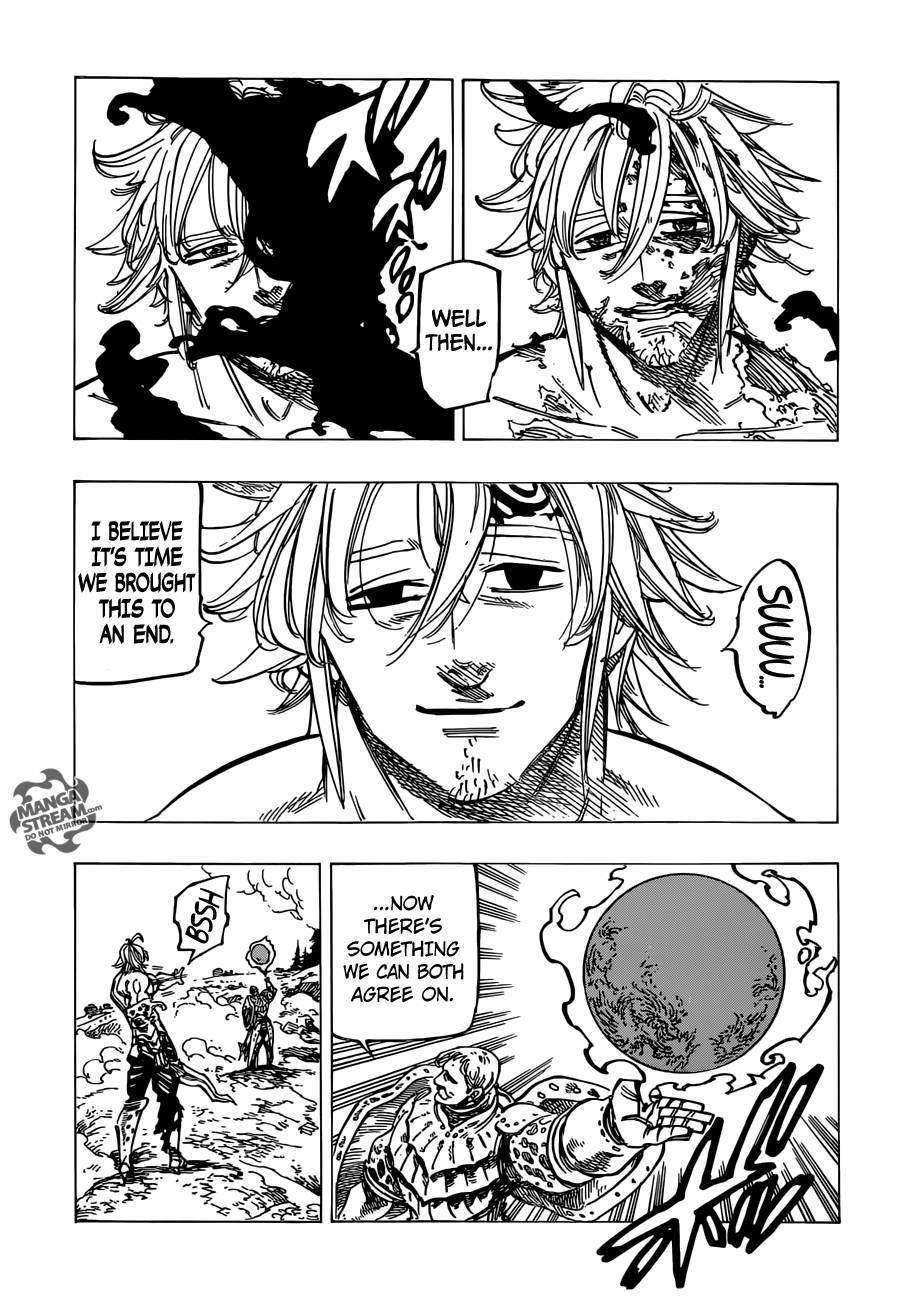 WELL
THEN...
SUUU...
I BELIEVE
IT'S TIME
WE BROUGHT
THIS TO
AN END.
...NOW
THERE'S
SOMETHING
WE CAN BOTH
AGREE ON.
BSSH
MANGA
STREAM.com
DO NOT MIRROR